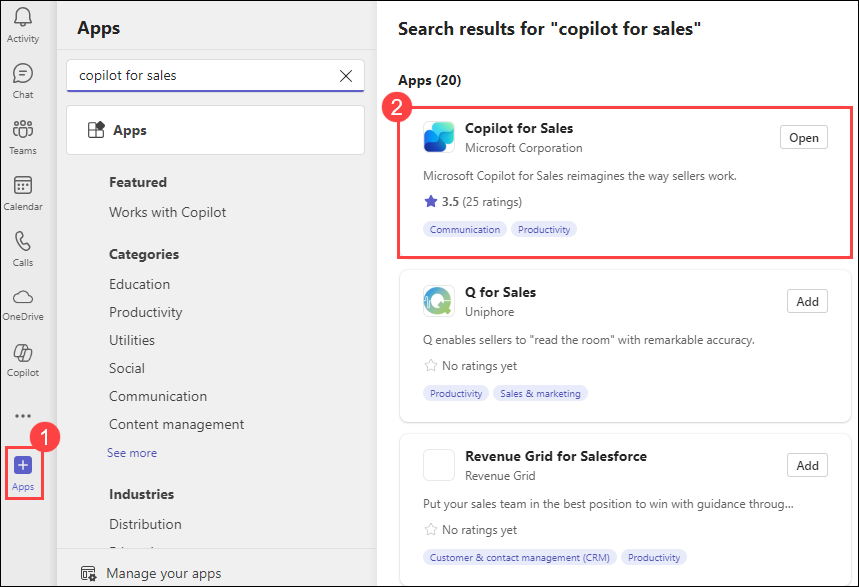 Activity
Chat
Teams
Calendar
Calls
OneDrive
Copilot
1
Apps
Apps
copilot for sales
Apps
Featured
Works with Copilot
Categories
Education
Productivity
Utilities
Social
Communication
Content management
See more
Industries
Distribution
Manage your apps
Search results for "copilot for sales"
Apps (20)
2
Copilot for Sales
Microsoft Corporation
Open
Microsoft Copilot for Sales reimagines the way sellers work.
3.5 (25 ratings)
Communication Productivity
Q for Sales
Uniphore
Add
Q enables sellers to "read the room" with remarkable accuracy.
No ratings yet
Productivity Sales & marketing
Revenue Grid for Salesforce
Revenue Grid
Add
Put your sales team in the best position to win with guidance throug...
No ratings yet
Customer & contact management (CRM) Productivity